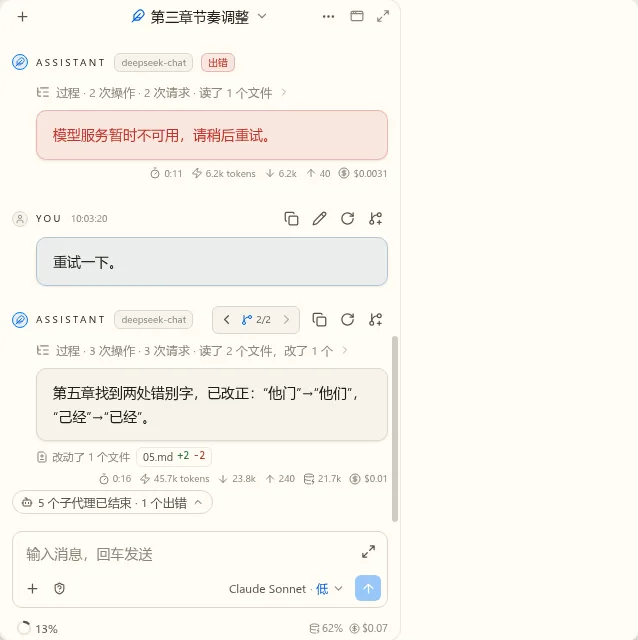 第三章节奏调整
ASSISTANT deepseek-chat 出错
过程 · 2 次操作 · 2 次请求 · 读了 1 个文件
模型服务暂时不可用，请稍后重试。
0:11 6.2k tokens 6.2k 40 $0.0031
YOU 10:03:20
重试一下。
ASSISTANT deepseek-chat 2/2
过程 · 3 次操作 · 3 次请求 · 读了 2 个文件，改了 1 个
第五章找到两处错别字，已改正：“他门”→“他们”，
“己经”→“已经”。
改动了 1 个文件 05.md +2 -2
0:16 45.7k tokens 23.8k 240 21.7k $0.01
5 个子代理已结束 · 1 个出错
输入消息，回车发送
Claude Sonnet · 低
13% 62% $0.07